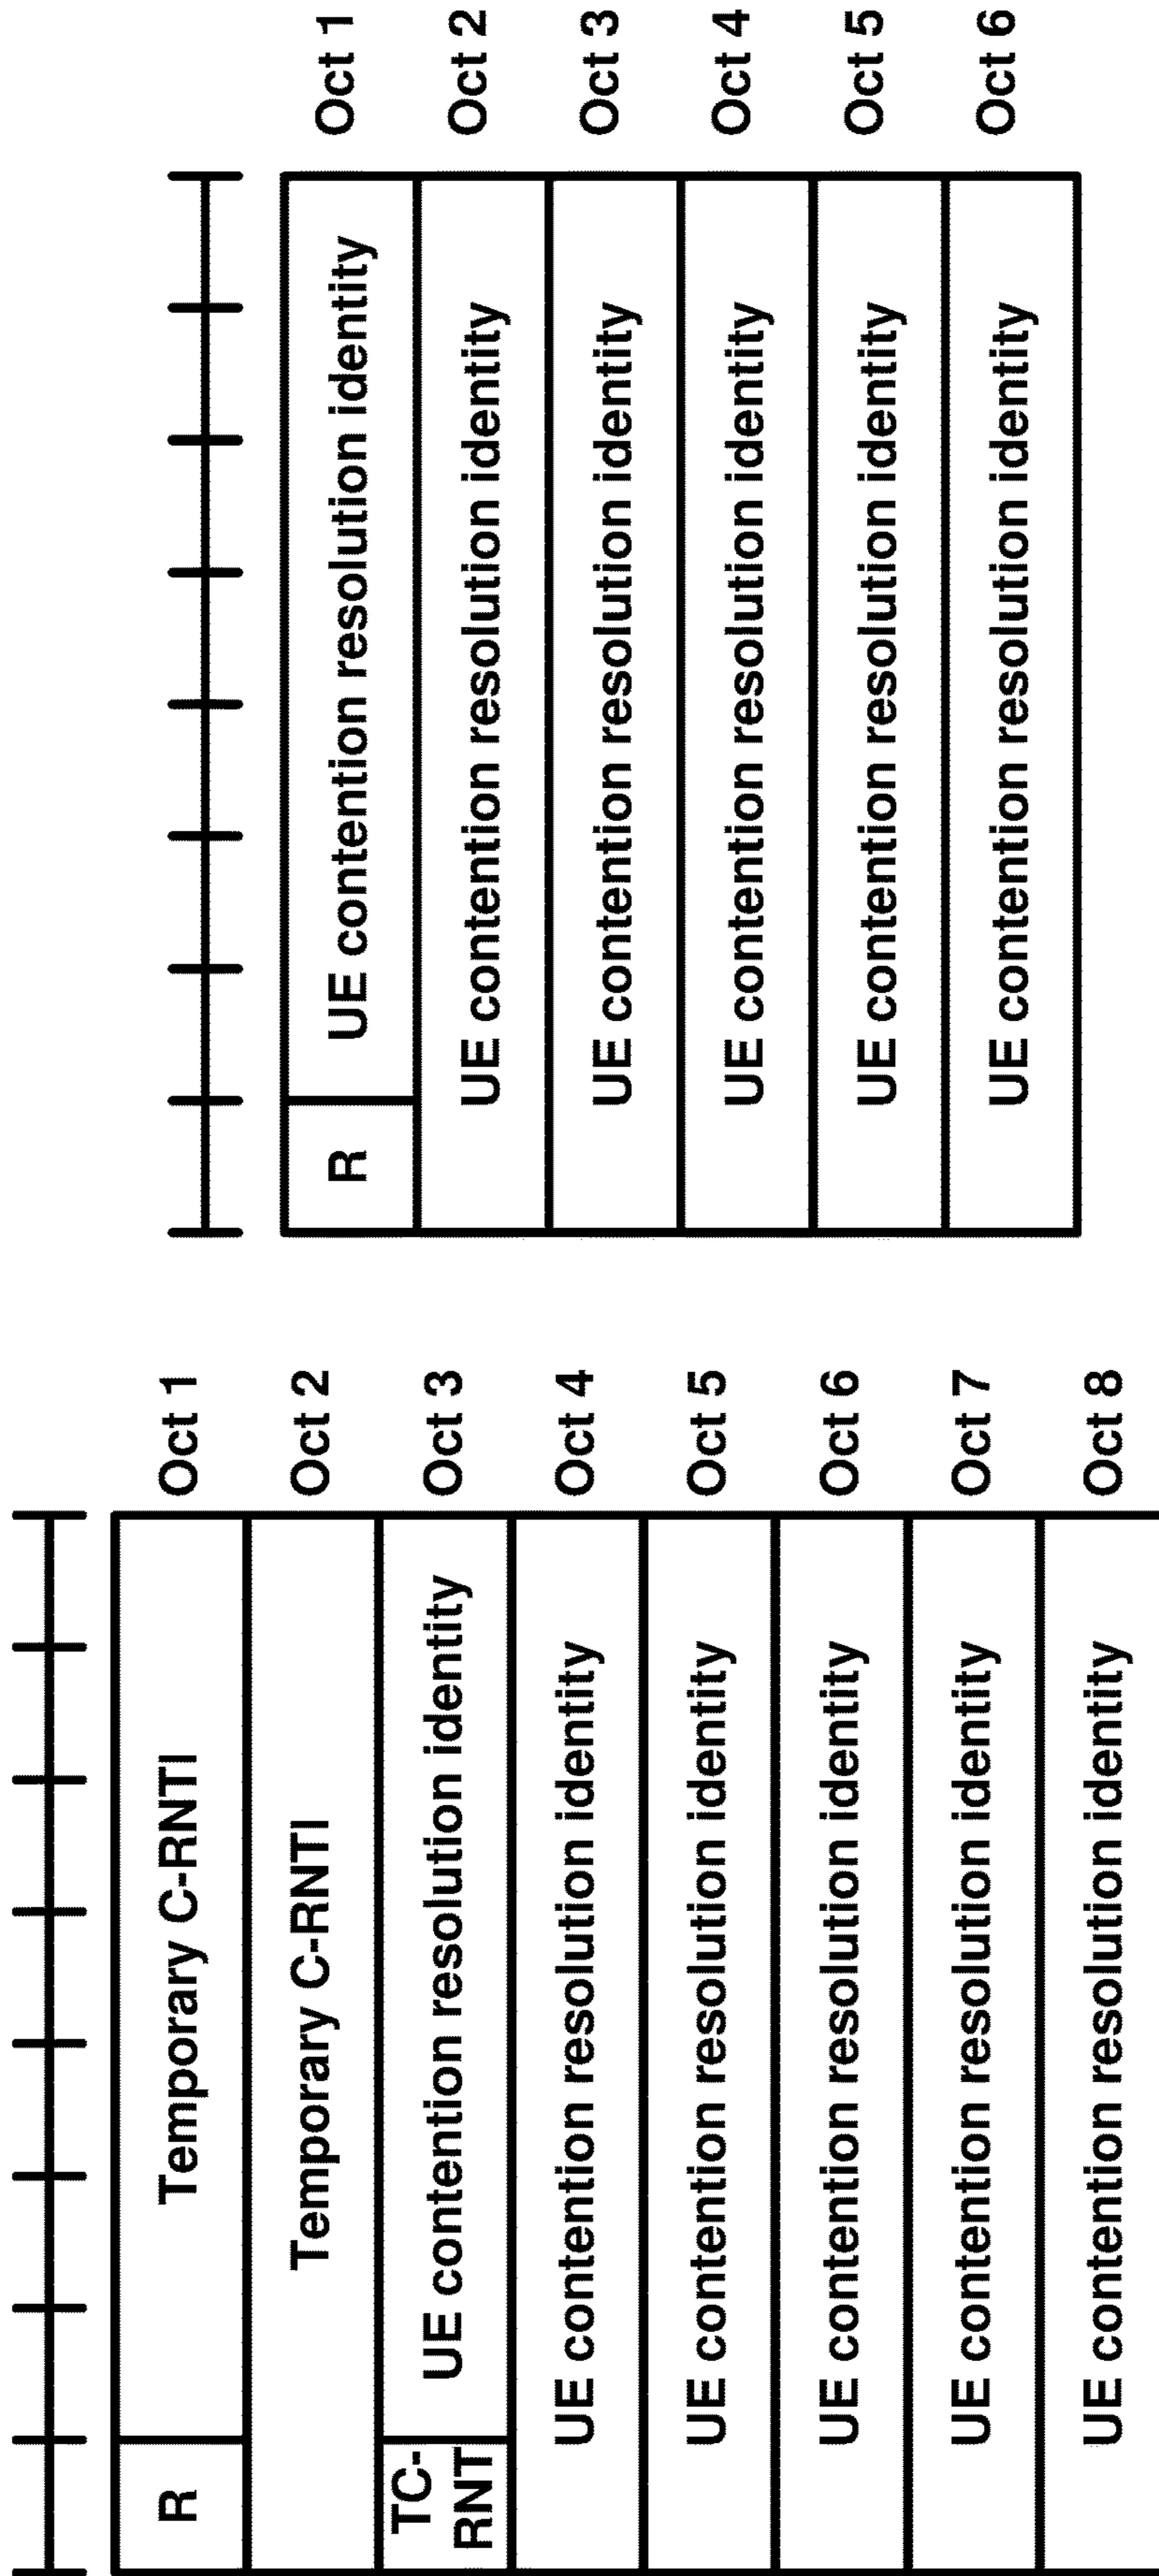 R Temporary C-RNTI Oct 1
Temporary C-RNTI Oct 2
TC-
RNT UE contention resolution identity Oct 3
UE contention resolution identity Oct 4
UE contention resolution identity Oct 5
UE contention resolution identity Oct 6
UE contention resolution identity Oct 7
UE contention resolution identity Oct 8
R UE contention resolution identity Oct 1
UE contention resolution identity Oct 2
UE contention resolution identity Oct 3
UE contention resolution identity Oct 4
UE contention resolution identity Oct 5
UE contention resolution identity Oct 6